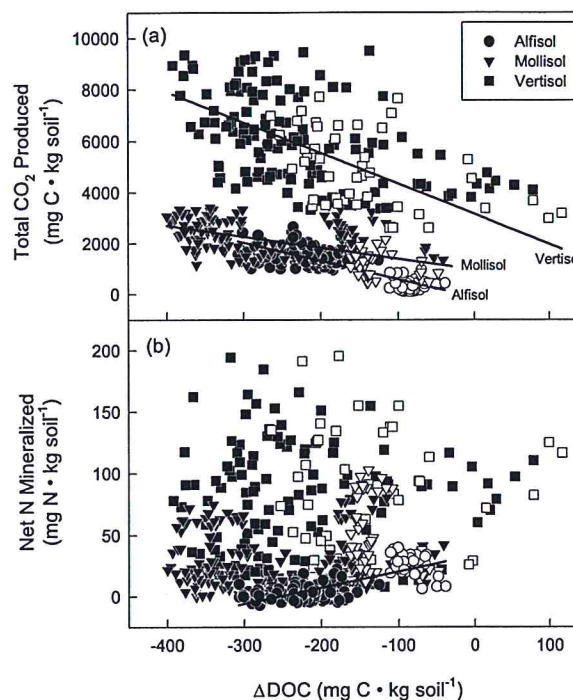 (a)
Alfisol
Mollisol
Vertisol
10000
8000
6000
4000
2000
0
Total CO₂ Produced
(mg C • kg soil⁻¹)
Mollisol
Vertisol
Alfisol
(b)
200
150
100
50
0
Net N Mineralized
(mg N • kg soil⁻¹)
-400
-300
-200
-100
0
100
ΔDOC (mg C • kg soil⁻¹)